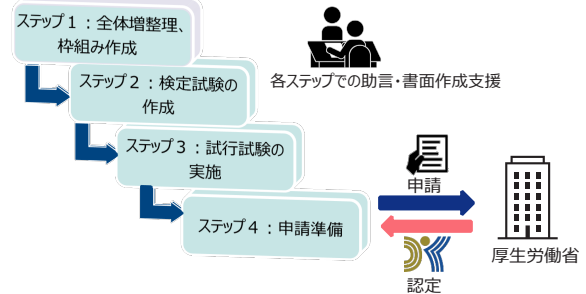 ステップ1：全体増整理、
枠組み作成
ステップ2：検定試験の
作成
各ステップでの助言・書面作成支援
ステップ3：試行試験の
実施
申請
ステップ4：申請準備
厚生労働省
認定